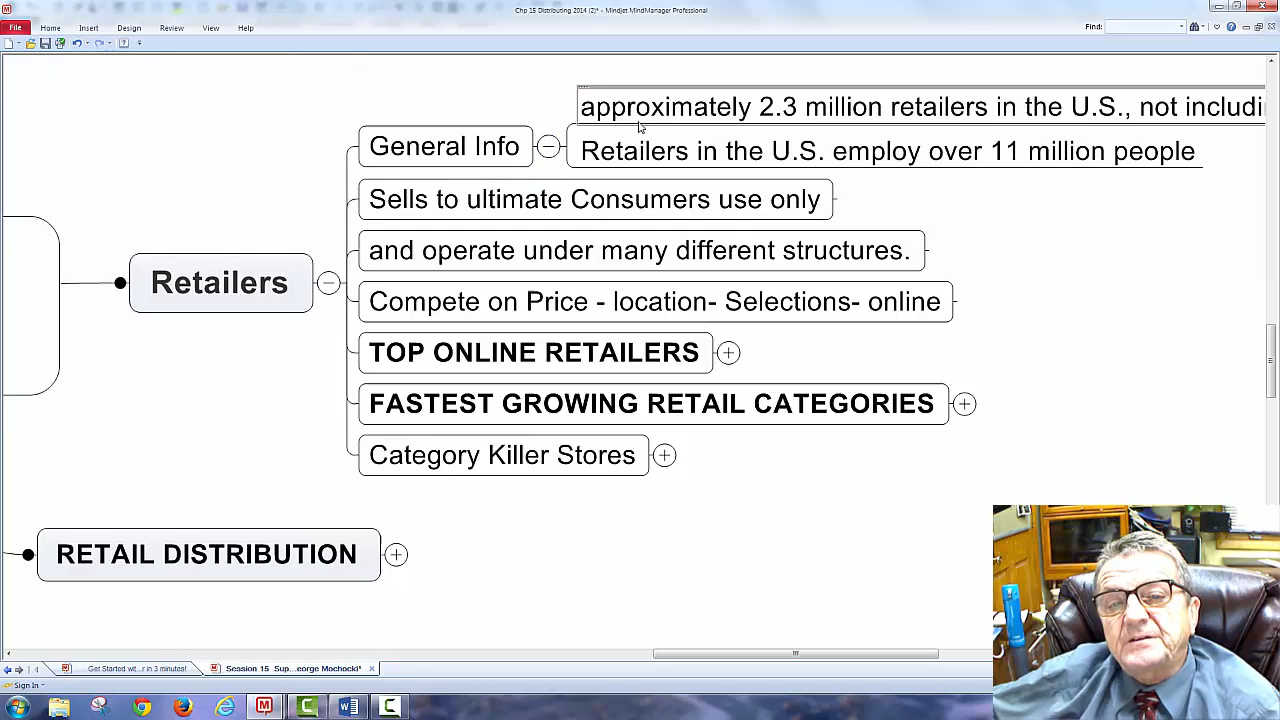 Chp 15 Distributing 2014 (2)* - Mindjet MindManager Professional
File Home Insert Design Review View Help Find:
approximately 2.3 million retailers in the U.S., not includi
General Info
Retailers in the U.S. employ over 11 million people
Sells to ultimate Consumers use only
and operate under many different structures.
Retailers
Compete on Price - location- Selections- online
TOP ONLINE RETAILERS
FASTEST GROWING RETAIL CATEGORIES
Category Killer Stores
RETAIL DISTRIBUTION
Get Started wit...r in 3 minutes! Session 15 Sup...eorge Mochocki*
Sign In